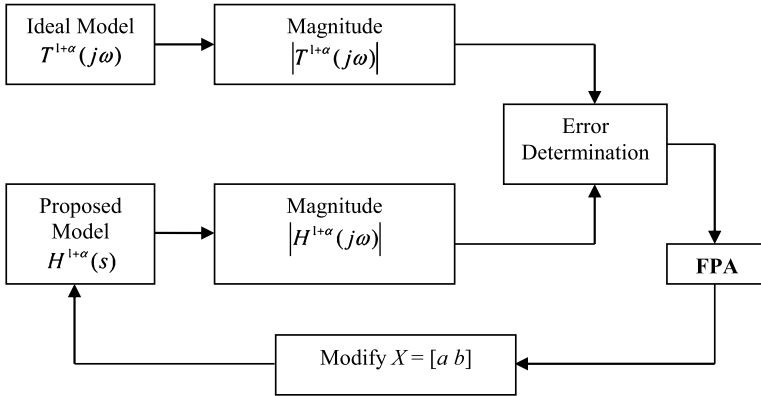 Ideal Model
T^{1+α}(jω)
Magnitude
|T^{1+α}(jω)|
Error
Determination
Proposed
Model
H^{1+α}(s)
Magnitude
|H^{1+α}(jω)|
FPA
Modify X = [a b]